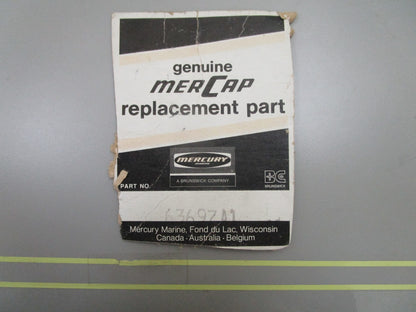 genuine
MERCAP
replacement part
MERCURY
A BRUNSWICK COMPANY
BRUNSWICK
PART NO.
Mercury Marine, Fond du Lac, Wisconsin
Canada · Australia · Belgium